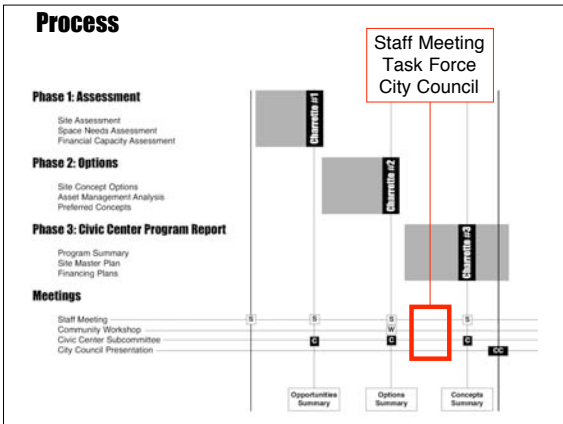 Process
Staff Meeting
Task Force
City Council
Phase 1: Assessment
Site Assessment
Space Needs Assessment
Financial Capacity Assessment
Charrette #1
Phase 2: Options
Site Concept Options
Asset Management Analysis
Preferred Concepts
Charrette #2
Phase 3: Civic Center Program Report
Program Summary
Site Master Plan
Financing Plans
Charrette #3
Meetings
Staff Meeting S S S S
Community Workshop W
Civic Center Subcommittee C C C
City Council Presentation CC
Opportunities
Summary
Options
Summary
Concepts
Summary